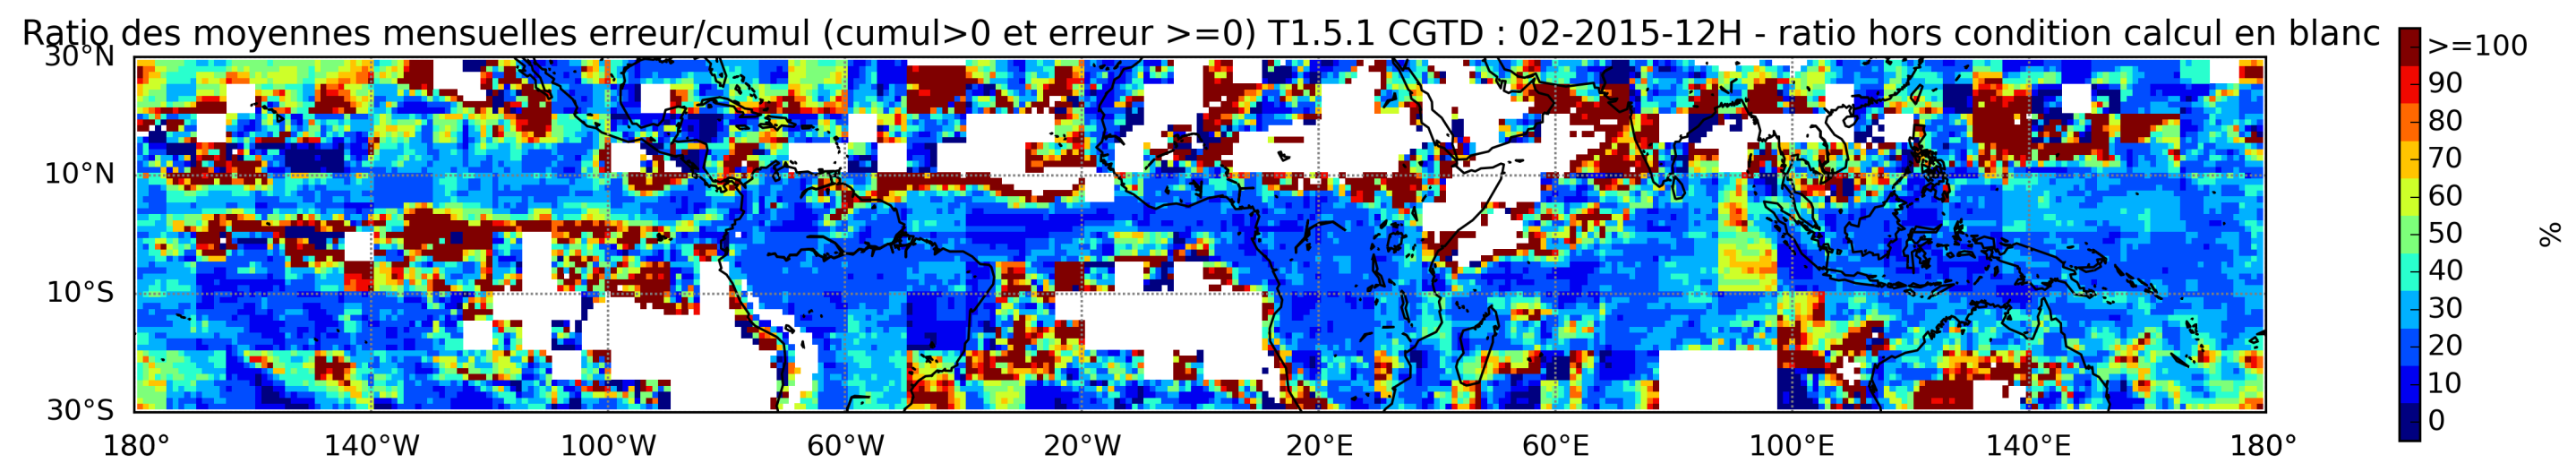 Ratio des moyennes mensuelles erreur/cumul (cumul>0 et erreur >=0) T1.5.1 CGTD : 02-2015-12H - ratio hors condition calcul en blanc
30°N
10°N
10°S
30°S
180°
140°W
100°W
60°W
20°W
20°E
60°E
100°E
140°E
180°
>=100
90
80
70
60
50
40
30
20
10
0
%